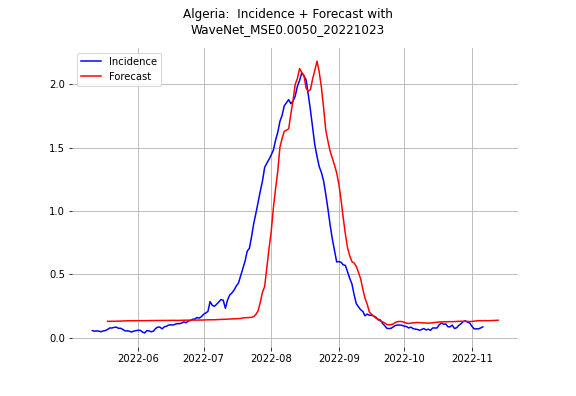 Algeria:  Incidence + Forecast with
WaveNet_MSE0.0050_20221023
Incidence
Forecast
2.0
1.5
1.0
0.5
0.0
2022-06 2022-07 2022-08 2022-09 2022-10 2022-11